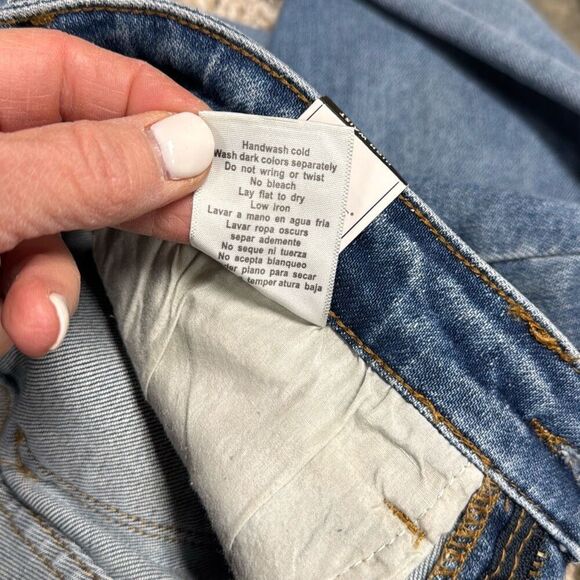 Handwash cold
Wash dark colors separately
Do not wring or twist
No bleach
Lay flat to dry
Low iron
Lavar a mano en agua fria
Lavar ropa oscurs
separ ademente
No seque ni tuerza
No acepta blanqueo
der plano para secar
temper atura baja